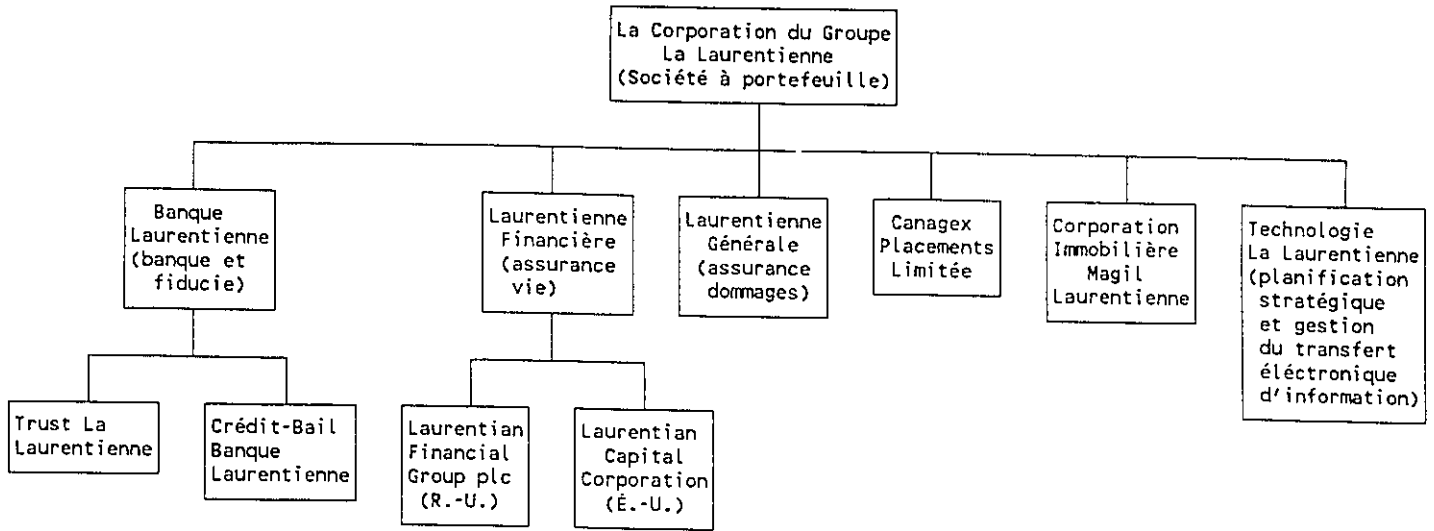 La Corporation du Groupe
La Laurentienne
(Société à portefeuille)
Banque
Laurentienne
(banque et
fiducie)
Laurentienne
Financière
(assurance
vie)
Laurentienne
Générale
(assurance
dommages)
Canagex
Placements
Limitée
Corporation
Immobilière
Magil
Laurentienne
Technologie
La Laurentienne
(planification
stratégique
et gestion
du transfert
éléctronique
d'information)
Trust La
Laurentienne
Crédit-Bail
Banque
Laurentienne
Laurentian
Financial
Group plc
(R.-U.)
Laurentian
Capital
Corporation
(É.-U.)